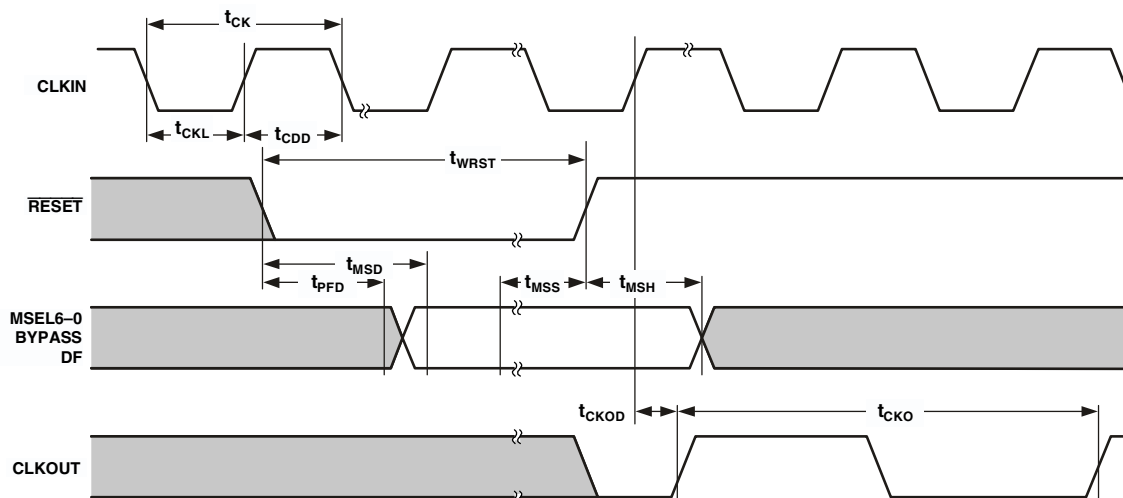 tCK
CLKIN
tCKL
tCDD
tWRST
RESET
tMSD
tPFD
tMSS
tMSH
MSEL6–0
BYPASS
DF
tCKOD
tCKO
CLKOUT